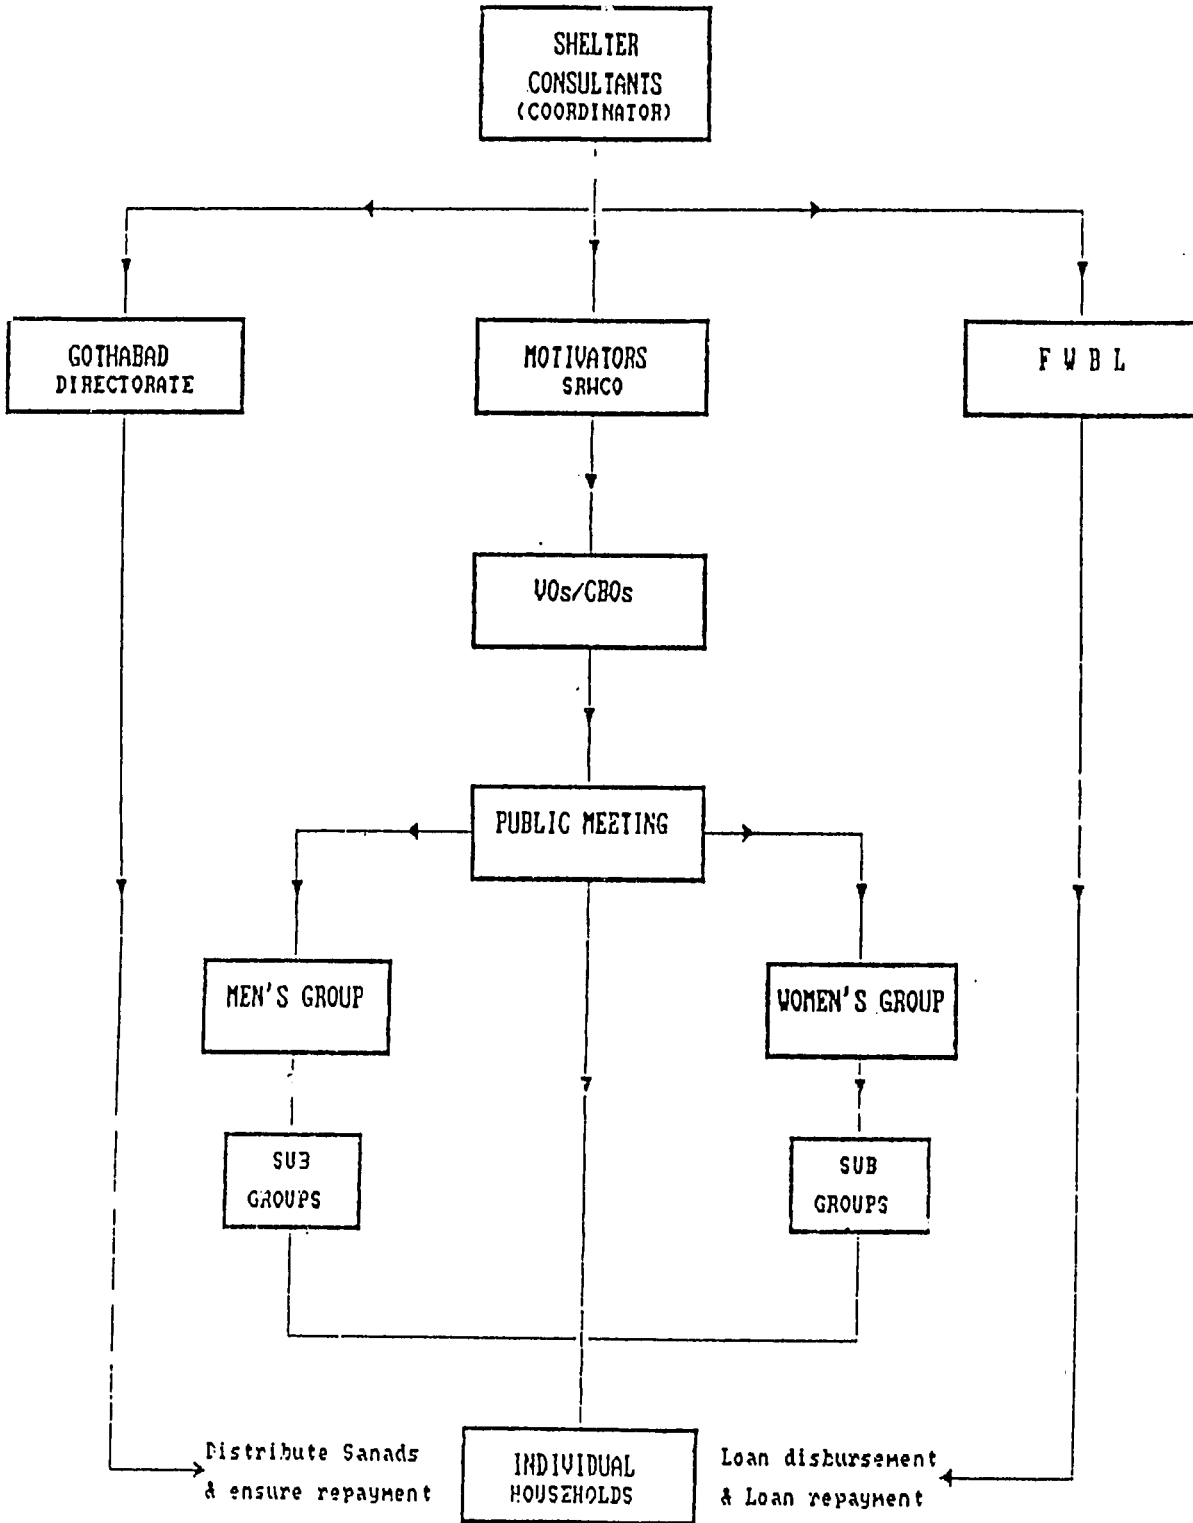 SHELTER
CONSULTANTS
(COORDINATOR)
GOTHABAD
DIRECTORATE
MOTIVATORS
SRHCO
F W B L
VOs/CBOs
PUBLIC MEETING
MEN'S GROUP
WOMEN'S GROUP
SUB
GROUPS
SUB
GROUPS
Distribute Sanads
& ensure repayment
INDIVIDUAL
HOUSEHOLDS
Loan disbursement
& Loan repayment